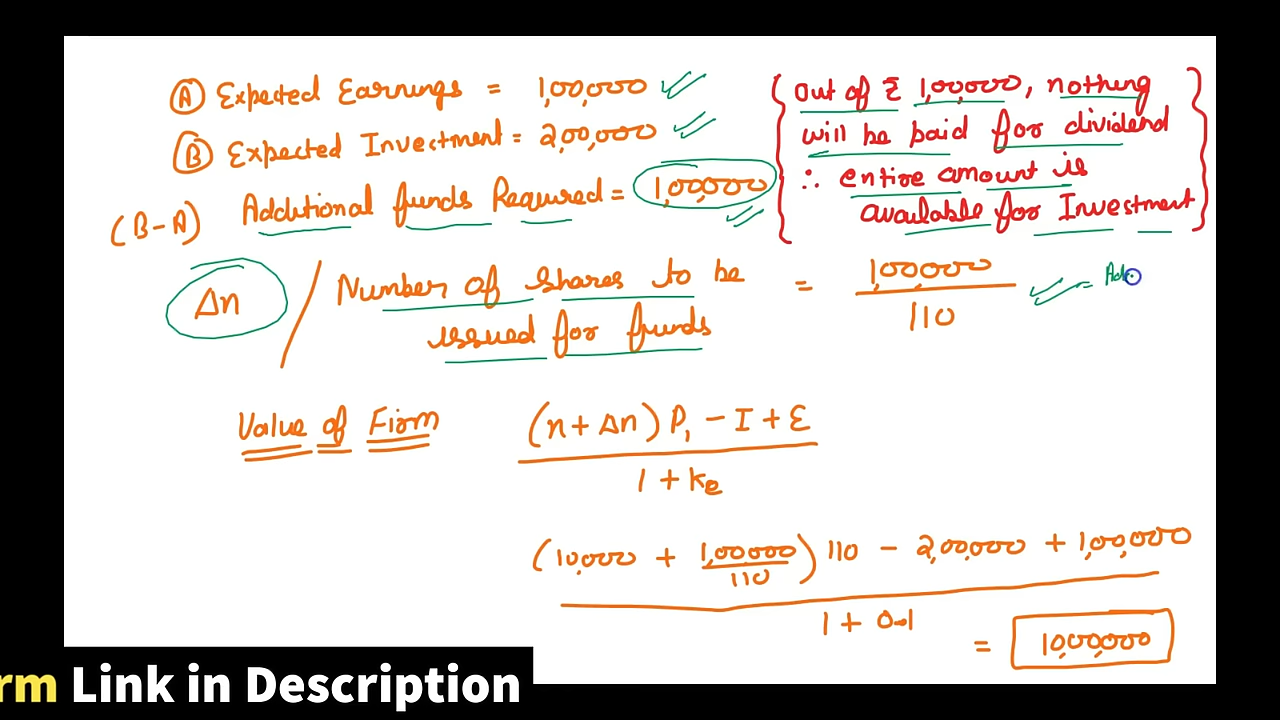 Ⓐ Expected Earnings = 1,00,000
Ⓑ Expected Investment = 2,00,000
(B-A) Additional funds Required = 1,00,000
{ Out of ₹ 1,00,000, nothing
will be paid for dividend
∴ entire amount is
available for Investment }
Δn / Number of shares to be
issued for funds
= 1,00,000 / 110
= Ad
Value of Firm
(n + Δn) P₁ - I + E
1 + ke
(10,000 + 1,00,000/110) 110 - 2,00,000 + 1,00,000
1 + 0.1
= 10,00,000
rm Link in Description